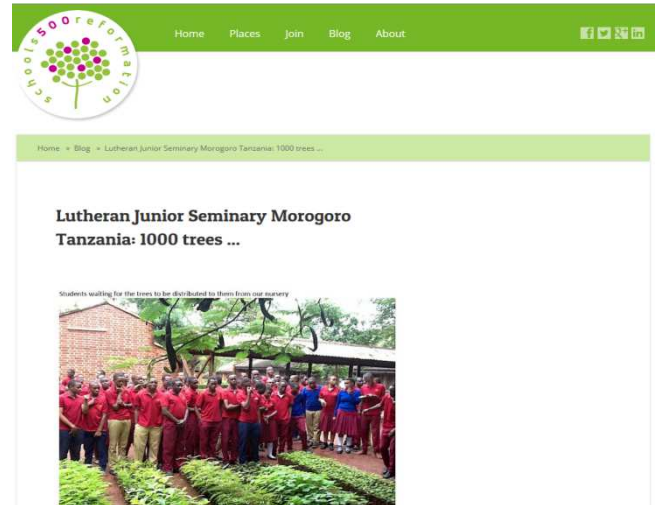 schools500reformation
Home Places Join Blog About
Home » Blog » Lutheran Junior Seminary Morogoro Tanzania: 1000 trees ...
Lutheran Junior Seminary Morogoro
Tanzania: 1000 trees ...
Students waiting for the trees to be distributed to them from our nursery